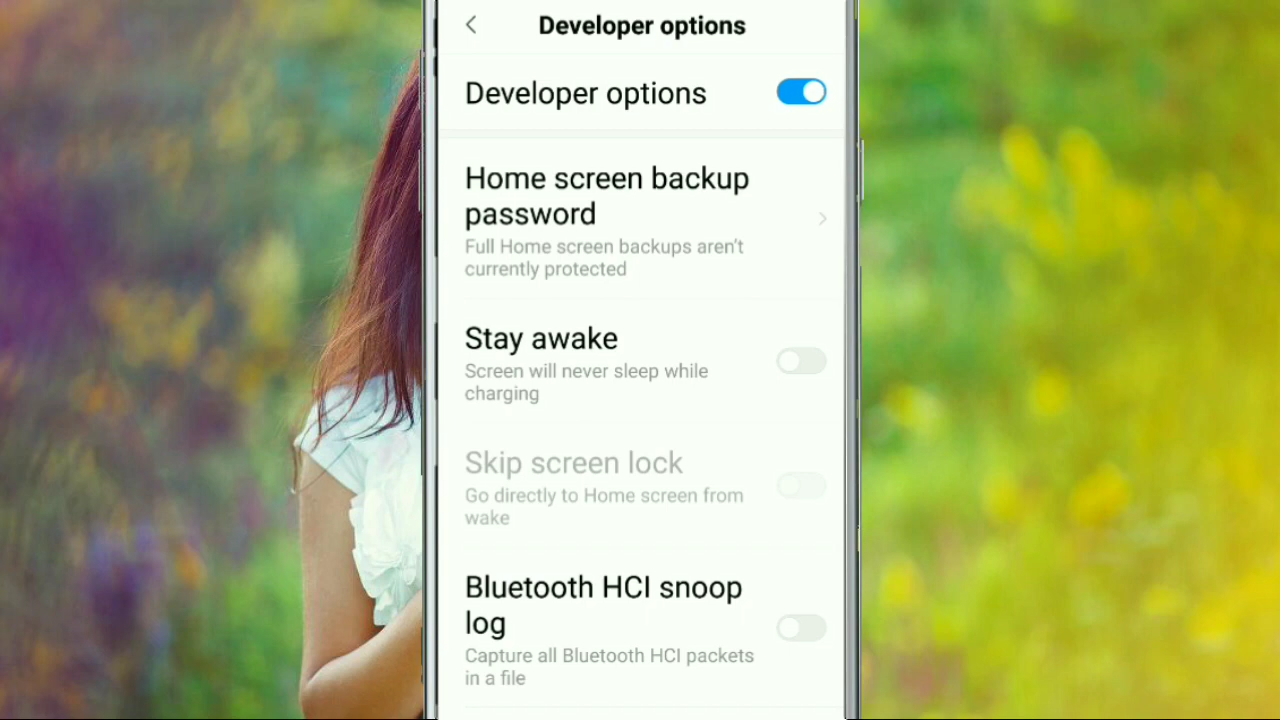 Developer options
Developer options
Home screen backup
password
Full Home screen backups aren't
currently protected
Stay awake
Screen will never sleep while
charging
Skip screen lock
Go directly to Home screen from
wake
Bluetooth HCI snoop
log
Capture all Bluetooth HCI packets
in a file